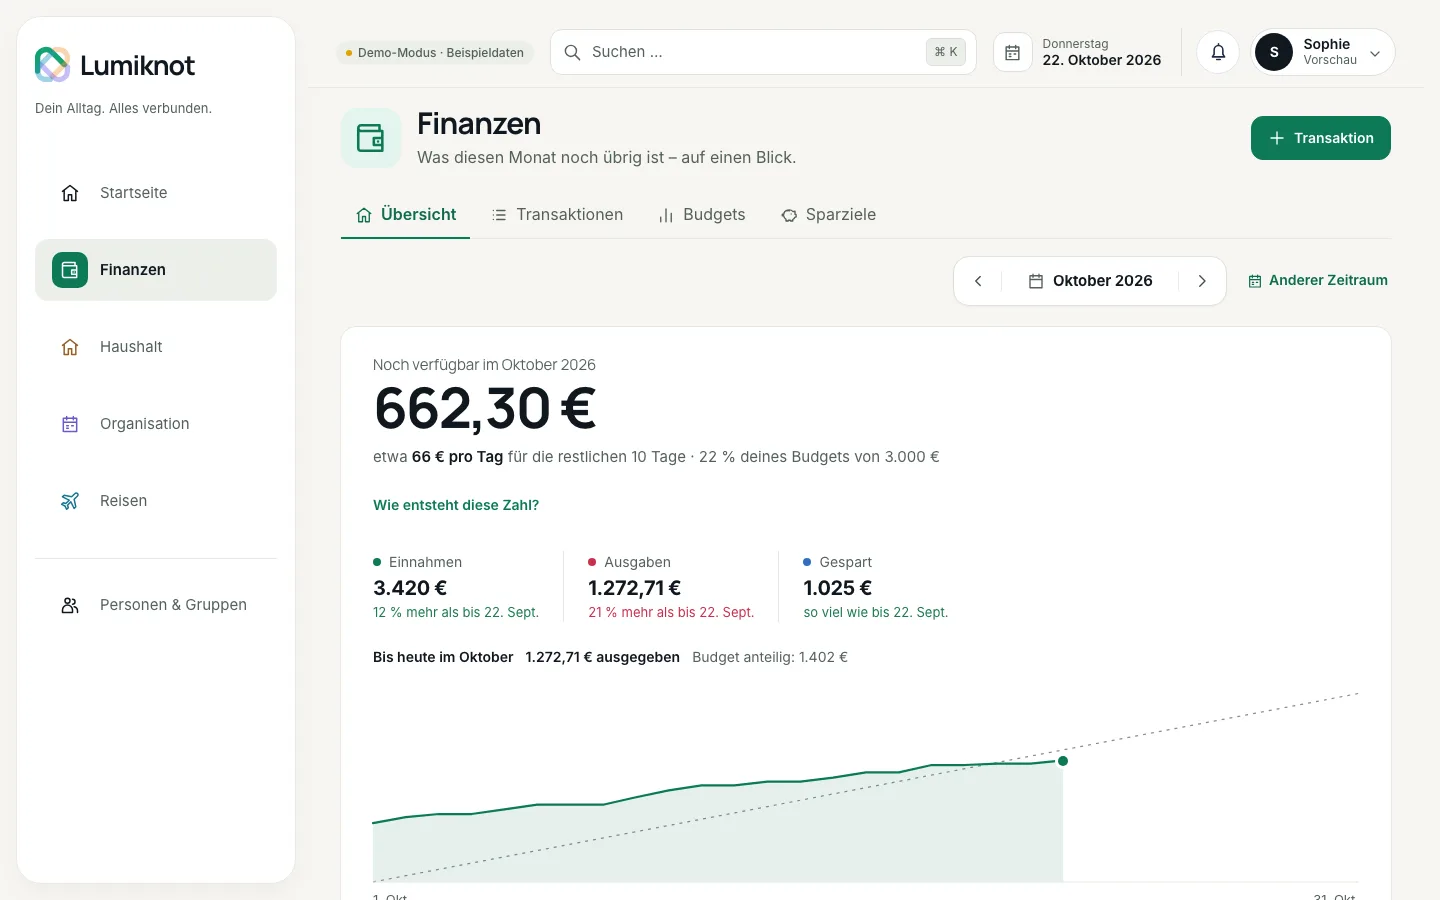 Lumiknot
Dein Alltag. Alles verbunden.
Startseite
Finanzen
Haushalt
Organisation
Reisen
Personen & Gruppen
Demo-Modus · Beispieldaten
Suchen ...
⌘ K
Donnerstag
22. Oktober 2026
S
Sophie
Vorschau
Finanzen
Was diesen Monat noch übrig ist – auf einen Blick.
Transaktion
Übersicht
Transaktionen
Budgets
Sparziele
Oktober 2026
Anderer Zeitraum
Noch verfügbar im Oktober 2026
662,30 €
etwa 66 € pro Tag für die restlichen 10 Tage · 22 % deines Budgets von 3.000 €
Wie entsteht diese Zahl?
Einnahmen
3.420 €
12 % mehr als bis 22. Sept.
Ausgaben
1.272,71 €
21 % mehr als bis 22. Sept.
Gespart
1.025 €
so viel wie bis 22. Sept.
Bis heute im Oktober 1.272,71 € ausgegeben Budget anteilig: 1.402 €
1. Okt.
31. Okt.